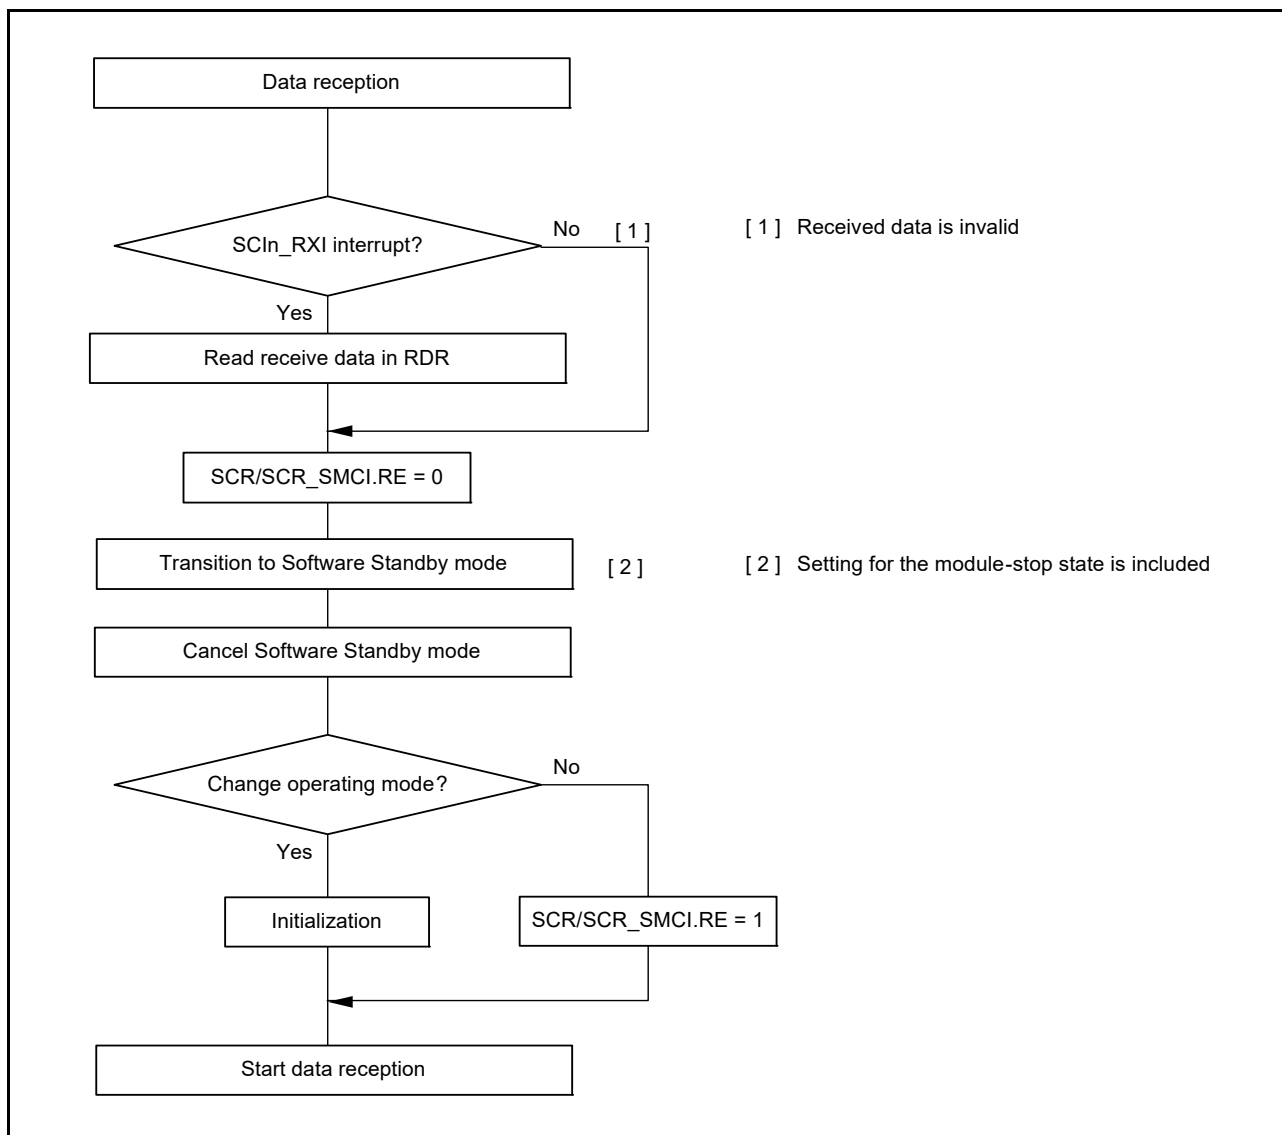 Data reception
SCIn_RXI interrupt?
No [ 1 ]
[ 1 ] Received data is invalid
Yes
Read receive data in RDR
SCR/SCR_SMCI.RE = 0
Transition to Software Standby mode
[ 2 ]
[ 2 ] Setting for the module-stop state is included
Cancel Software Standby mode
Change operating mode?
No
Yes
Initialization
SCR/SCR_SMCI.RE = 1
Start data reception